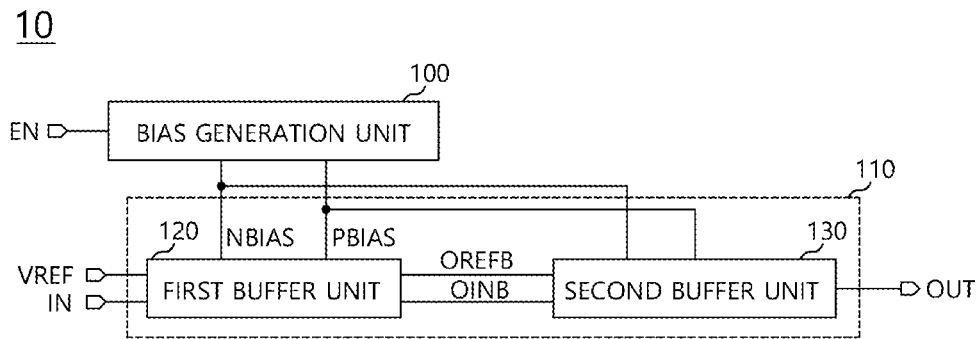 10
100
EN
BIAS GENERATION UNIT
110
120
NBIAS
PBIAS
130
VREF
IN
FIRST BUFFER UNIT
OREFB
OINB
SECOND BUFFER UNIT
OUT